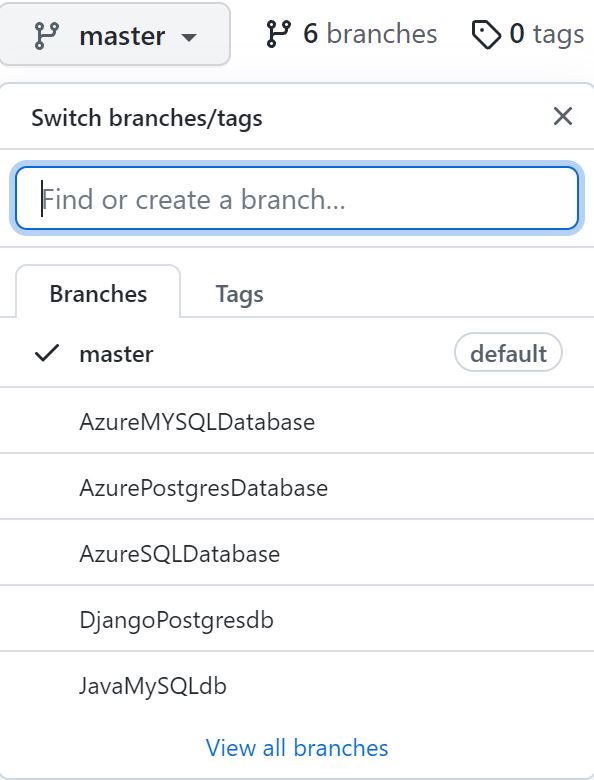 master 6 branches 0 tags
Switch branches/tags
Find or create a branch...
Branches Tags
master default
AzureMYSQLDatabase
AzurePostgresDatabase
AzureSQLDatabase
DjangoPostgresdb
JavaMySQLdb
View all branches